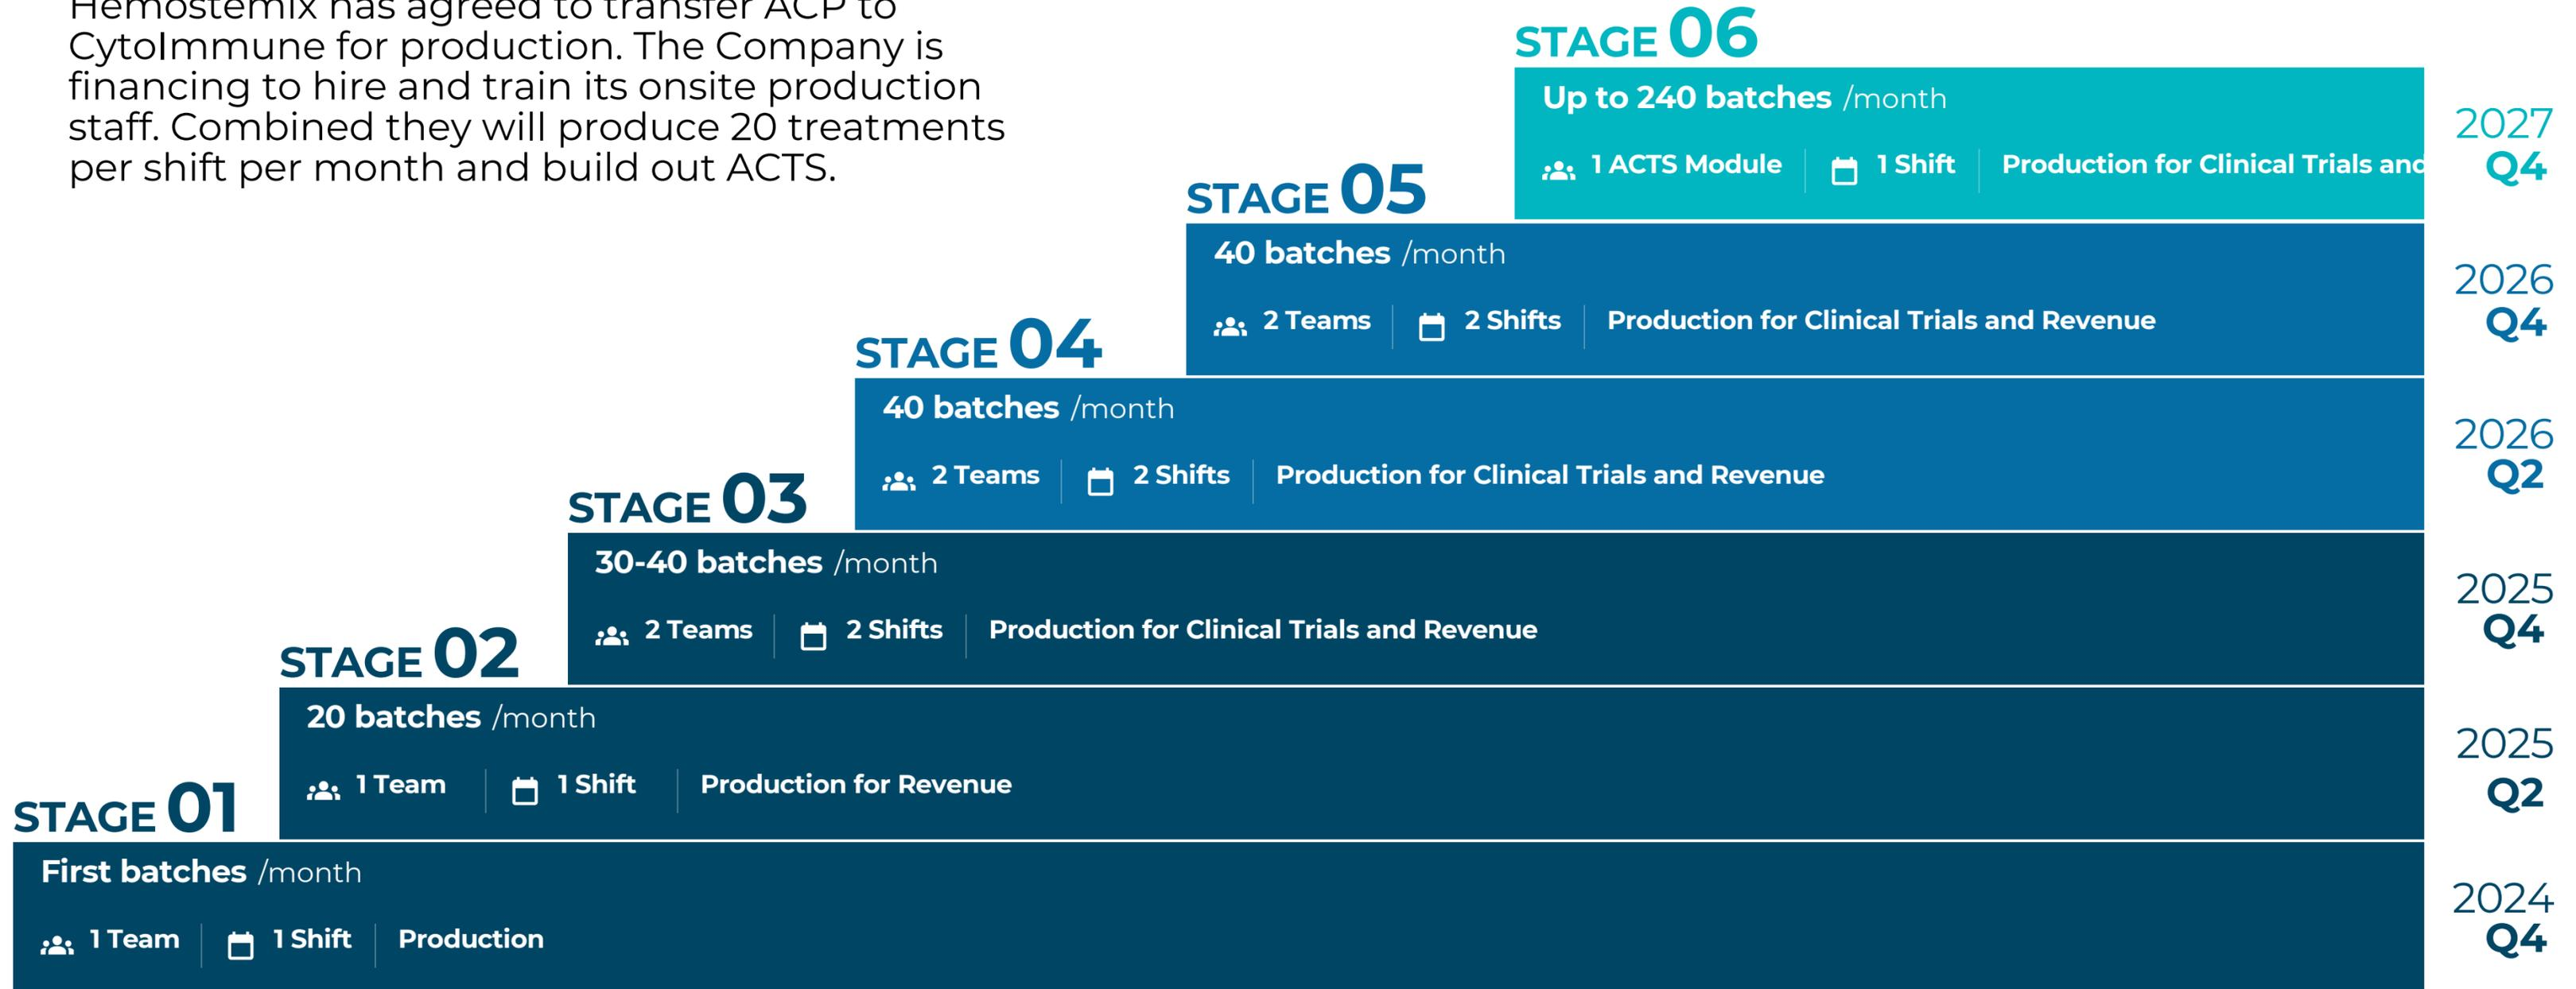 Hemostemix has agreed to transfer ACP to
CytoImmune for production. The Company is
financing to hire and train its onsite production
staff. Combined they will produce 20 treatments
per shift per month and build out ACTS.
STAGE 06
Up to 240 batches /month
1 ACTS Module 1 Shift Production for Clinical Trials and
2027
Q4
STAGE 05
40 batches /month
2 Teams 2 Shifts Production for Clinical Trials and Revenue
2026
Q4
STAGE 04
40 batches /month
2 Teams 2 Shifts Production for Clinical Trials and Revenue
2026
Q2
STAGE 03
30-40 batches /month
2 Teams 2 Shifts Production for Clinical Trials and Revenue
2025
Q4
STAGE 02
20 batches /month
1 Team 1 Shift Production for Revenue
2025
Q2
STAGE 01
First batches /month
1 Team 1 Shift Production
2024
Q4